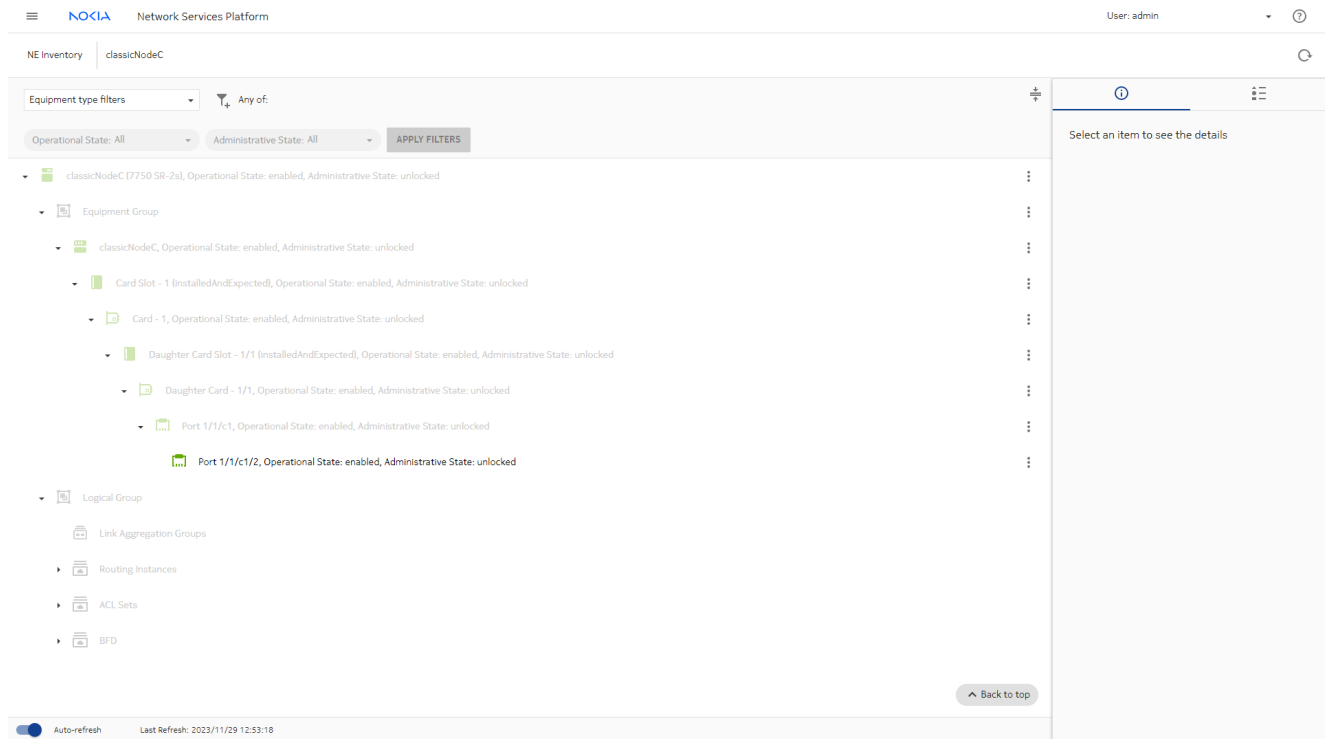 NOKIA Network Services Platform User: admin
NE Inventory classicNodeC
Equipment type filters Any of:
Operational State: All Administrative State: All APPLY FILTERS
Select an item to see the details
classicNodeC (7750 SR-2s), Operational State: enabled, Administrative State: unlocked
Equipment Group
classicNodeC, Operational State: enabled, Administrative State: unlocked
Card Slot - 1 (installedAndExpected), Operational State: enabled, Administrative State: unlocked
Card - 1, Operational State: enabled, Administrative State: unlocked
Daughter Card Slot - 1/1 (installedAndExpected), Operational State: enabled, Administrative State: unlocked
Daughter Card - 1/1, Operational State: enabled, Administrative State: unlocked
Port 1/1/c1, Operational State: enabled, Administrative State: unlocked
Port 1/1/c1/2, Operational State: enabled, Administrative State: unlocked
Logical Group
Link Aggregation Groups
Routing Instances
ACL Sets
BFD
Back to top
Auto-refresh Last Refresh: 2023/11/29 12:53:18